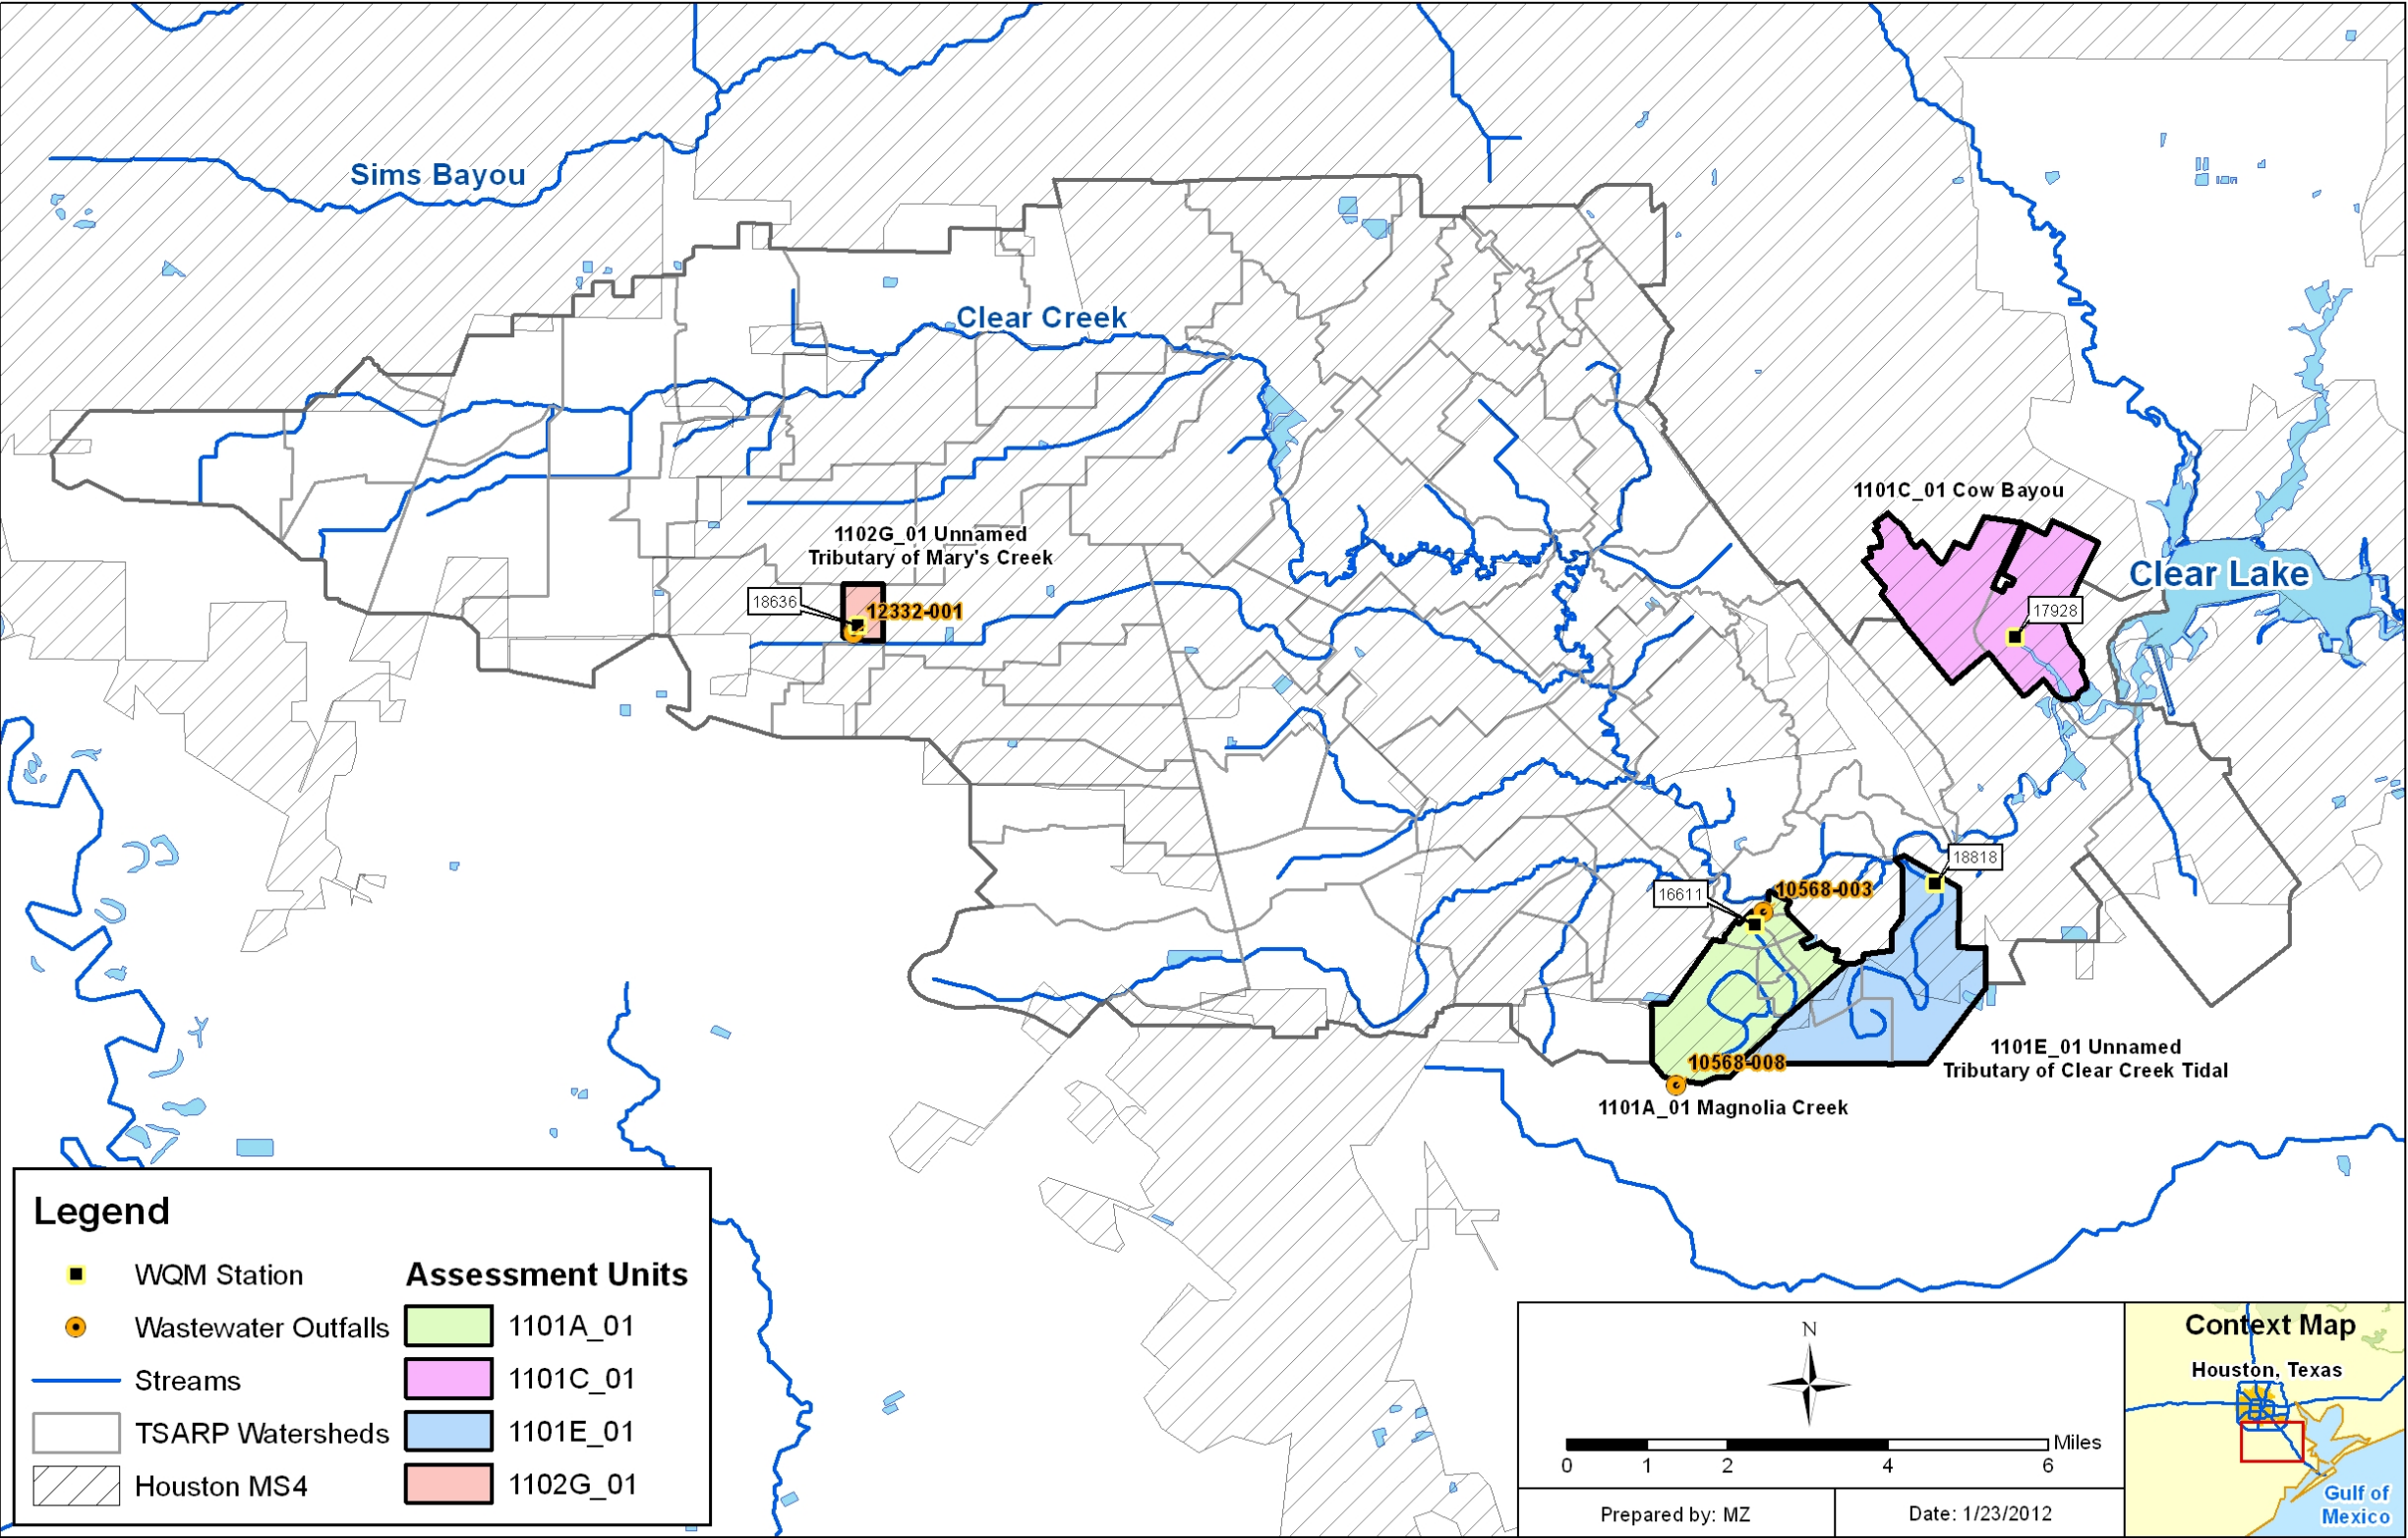 Sims Bayou
Clear Creek
1101C_01 Cow Bayou
1102G_01 Unnamed
Tributary of Mary's Creek
Clear Lake
18636
12332-001
17928
18818
16611
10568-003
1101E_01 Unnamed
Tributary of Clear Creek Tidal
10568-008
1101A_01 Magnolia Creek
Legend
WQM Station
Wastewater Outfalls
Streams
TSARP Watersheds
Houston MS4
Assessment Units
1101A_01
1101C_01
1101E_01
1102G_01
N
Miles
0 1 2 4 6
Prepared by: MZ
Date: 1/23/2012
Context Map
Houston, Texas
Gulf of
Mexico